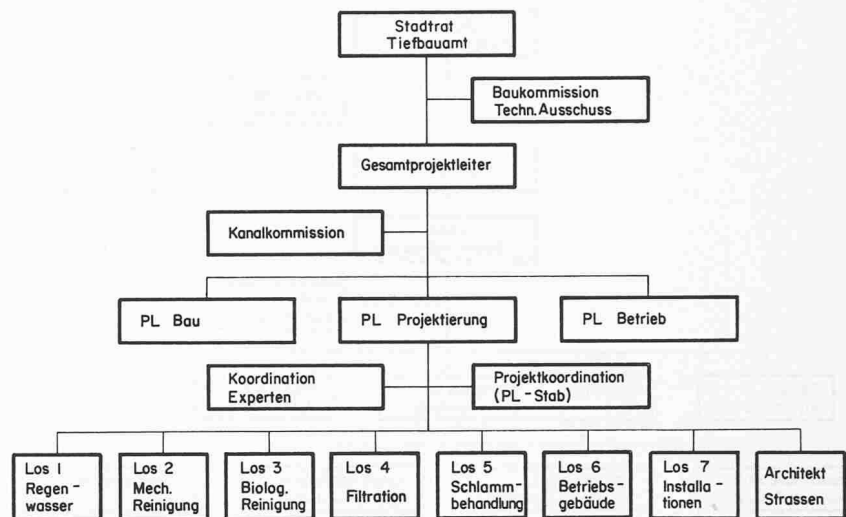 Stadtrat
Tiefbauamt
Baukommission
Techn. Ausschuss
Gesamtprojektleiter
Kanalkommission
PL Bau
PL Projektierung
PL Betrieb
Koordination
Experten
Projektkoordination
(PL - Stab)
Los 1
Regen-
wasser
Los 2
Mech.
Reinigung
Los 3
Biolog.
Reinigung
Los 4
Filtration
Los 5
Schlamm-
behandlung
Los 6
Betriebs-
gebäude
Los 7
Installa-
tionen
Architekt
Strassen